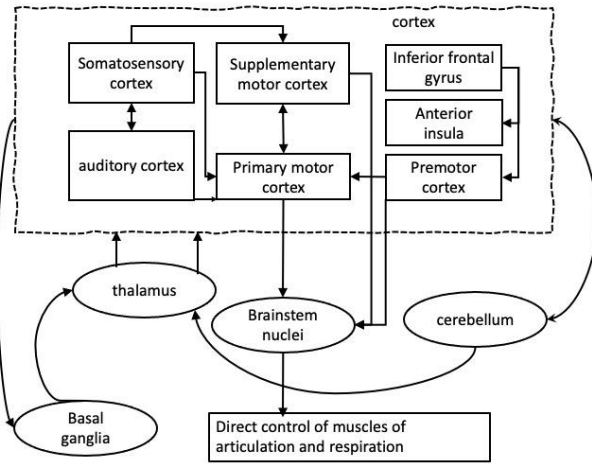 cortex
Somatosensory
cortex
Supplementary
motor cortex
Inferior frontal
gyrus
Anterior
insula
auditory cortex
Primary motor
cortex
Premotor
cortex
thalamus
Brainstem
nuclei
cerebellum
Basal
ganglia
Direct control of muscles of
articulation and respiration